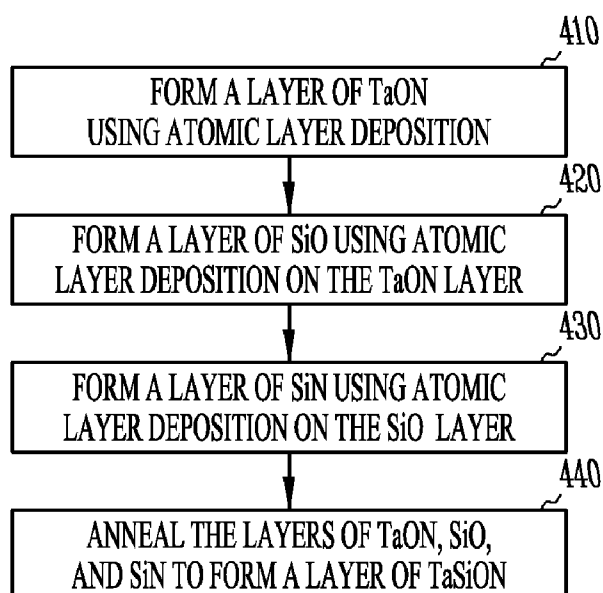 410
FORM A LAYER OF TaON
USING ATOMIC LAYER DEPOSITION
420
FORM A LAYER OF SiO USING ATOMIC
LAYER DEPOSITION ON THE TaON LAYER
430
FORM A LAYER OF SiN USING ATOMIC
LAYER DEPOSITION ON THE SiO LAYER
440
ANNEAL THE LAYERS OF TaON, SiO,
AND SiN TO FORM A LAYER OF TaSiON